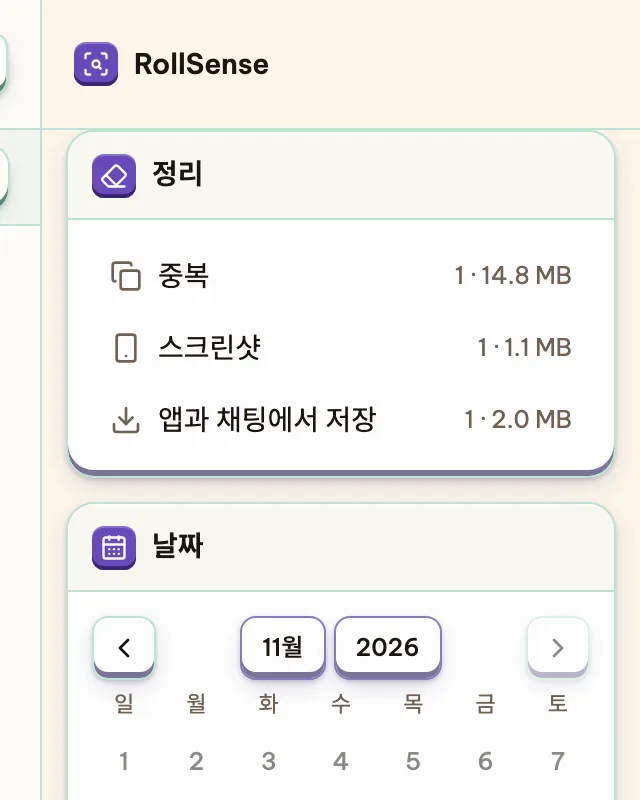 RollSense
정리
중복 1 · 14.8 MB
스크린샷 1 · 1.1 MB
앱과 채팅에서 저장 1 · 2.0 MB
날짜
11월 2026
일 월 화 수 목 금 토
1 2 3 4 5 6 7